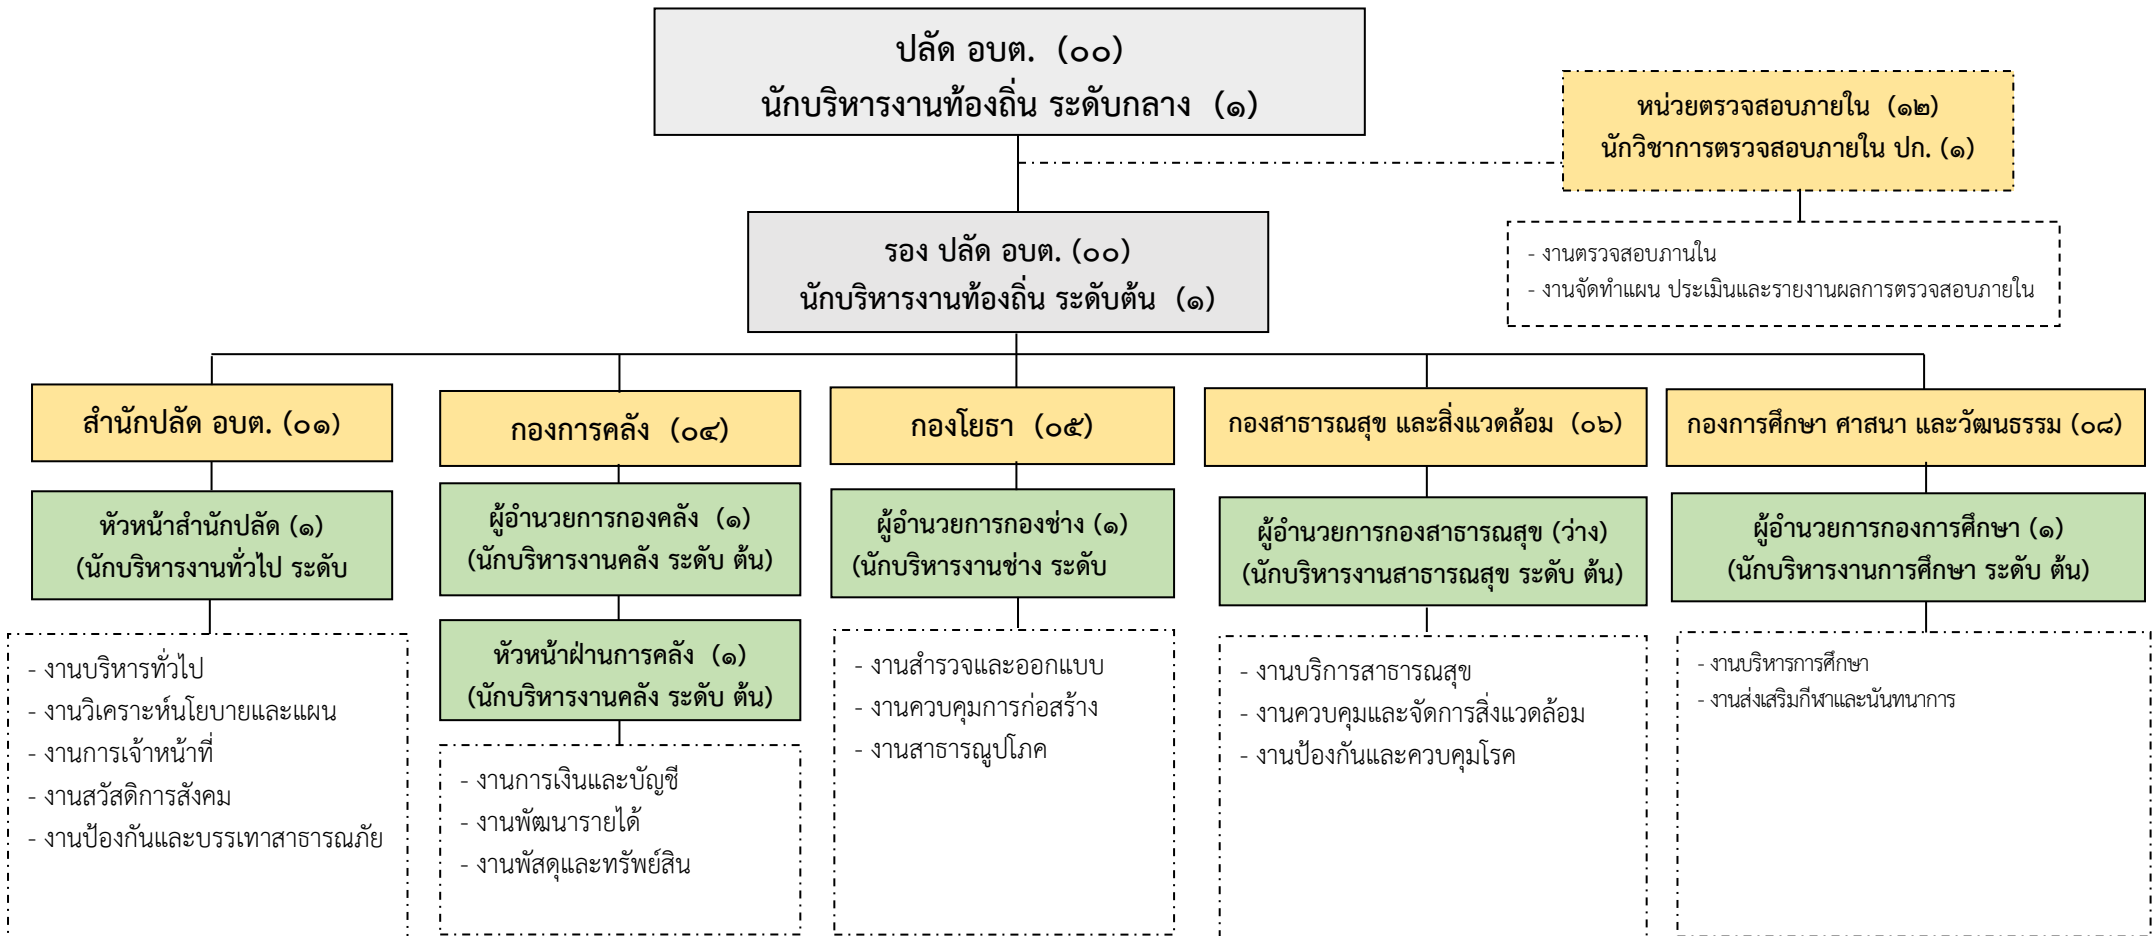 ปลัด อบต.  (๐๐)
นักบริหารงานท้องถิ่น ระดับกลาง  (๑)
หน่วยตรวจสอบภายใน  (๑๒)
นักวิชาการตรวจสอบภายใน ปก. (๑)
รอง ปลัด อบต. (๐๐)
นักบริหารงานท้องถิ่น ระดับต้น  (๑)
- งานตรวจสอบภานใน
- งานจัดทำแผน ประเมินและรายงานผลการตรวจสอบภายใน
สำนักปลัด อบต. (๐๑)
หัวหน้าสำนักปลัด (๑)
(นักบริหารงานทั่วไป ระดับ
- งานบริหารทั่วไป
- งานวิเคราะห์นโยบายและแผน
- งานการเจ้าหน้าที่
- งานสวัสดิการสังคม
- งานป้องกันและบรรเทาสาธารณภัย
กองการคลัง  (๐๔)
ผู้อำนวยการกองคลัง  (๑)
(นักบริหารงานคลัง ระดับ ต้น)
หัวหน้าฝ่านการคลัง  (๑)
(นักบริหารงานคลัง ระดับ ต้น)
- งานการเงินและบัญชี
- งานพัฒนารายได้
- งานพัสดุและทรัพย์สิน
กองโยธา  (๐๕)
ผู้อำนวยการกองช่าง (๑)
(นักบริหารงานช่าง ระดับ
- งานสำรวจและออกแบบ
- งานควบคุมการก่อสร้าง
- งานสาธารณูปโภค
กองสาธารณสุข และสิ่งแวดล้อม  (๐๖)
ผู้อำนวยการกองสาธารณสุข (ว่าง)
(นักบริหารงานสาธารณสุข ระดับ ต้น)
- งานบริการสาธารณสุข
- งานควบคุมและจัดการสิ่งแวดล้อม
- งานป้องกันและควบคุมโรค
กองการศึกษา ศาสนา และวัฒนธรรม (๐๘)
ผู้อำนวยการกองการศึกษา (๑)
(นักบริหารงานการศึกษา ระดับ ต้น)
- งานบริหารการศึกษา
- งานส่งเสริมกีฬาและนันทนาการ